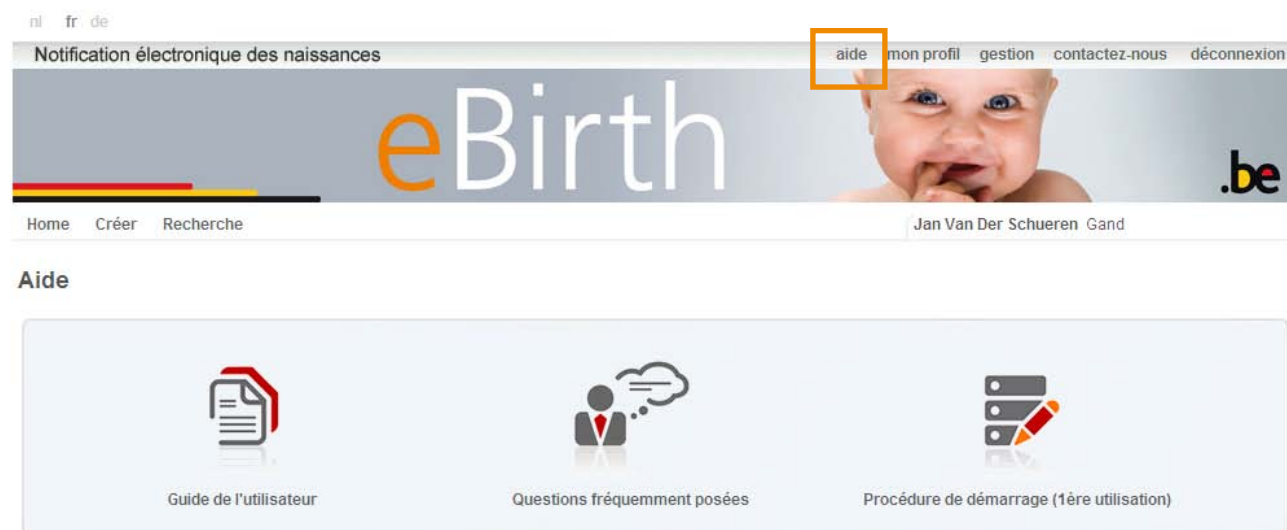 nl fr de
Notification électronique des naissances aide mon profil gestion contactez-nous déconnexion
eBirth
.be
Home Créer Recherche Jan Van Der Schueren Gand
Aide
Guide de l'utilisateur Questions fréquemment posées Procédure de démarrage (1ère utilisation)